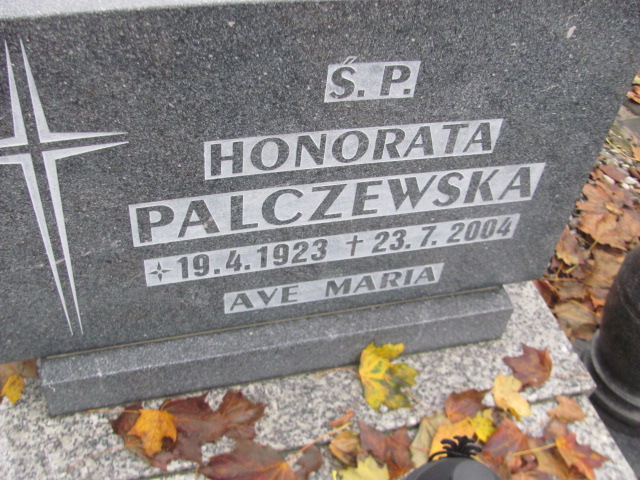 Ś. P.
HONORATA
PALCZEWSKA
19.4.1923 † 23.7.2004
AVE MARIA